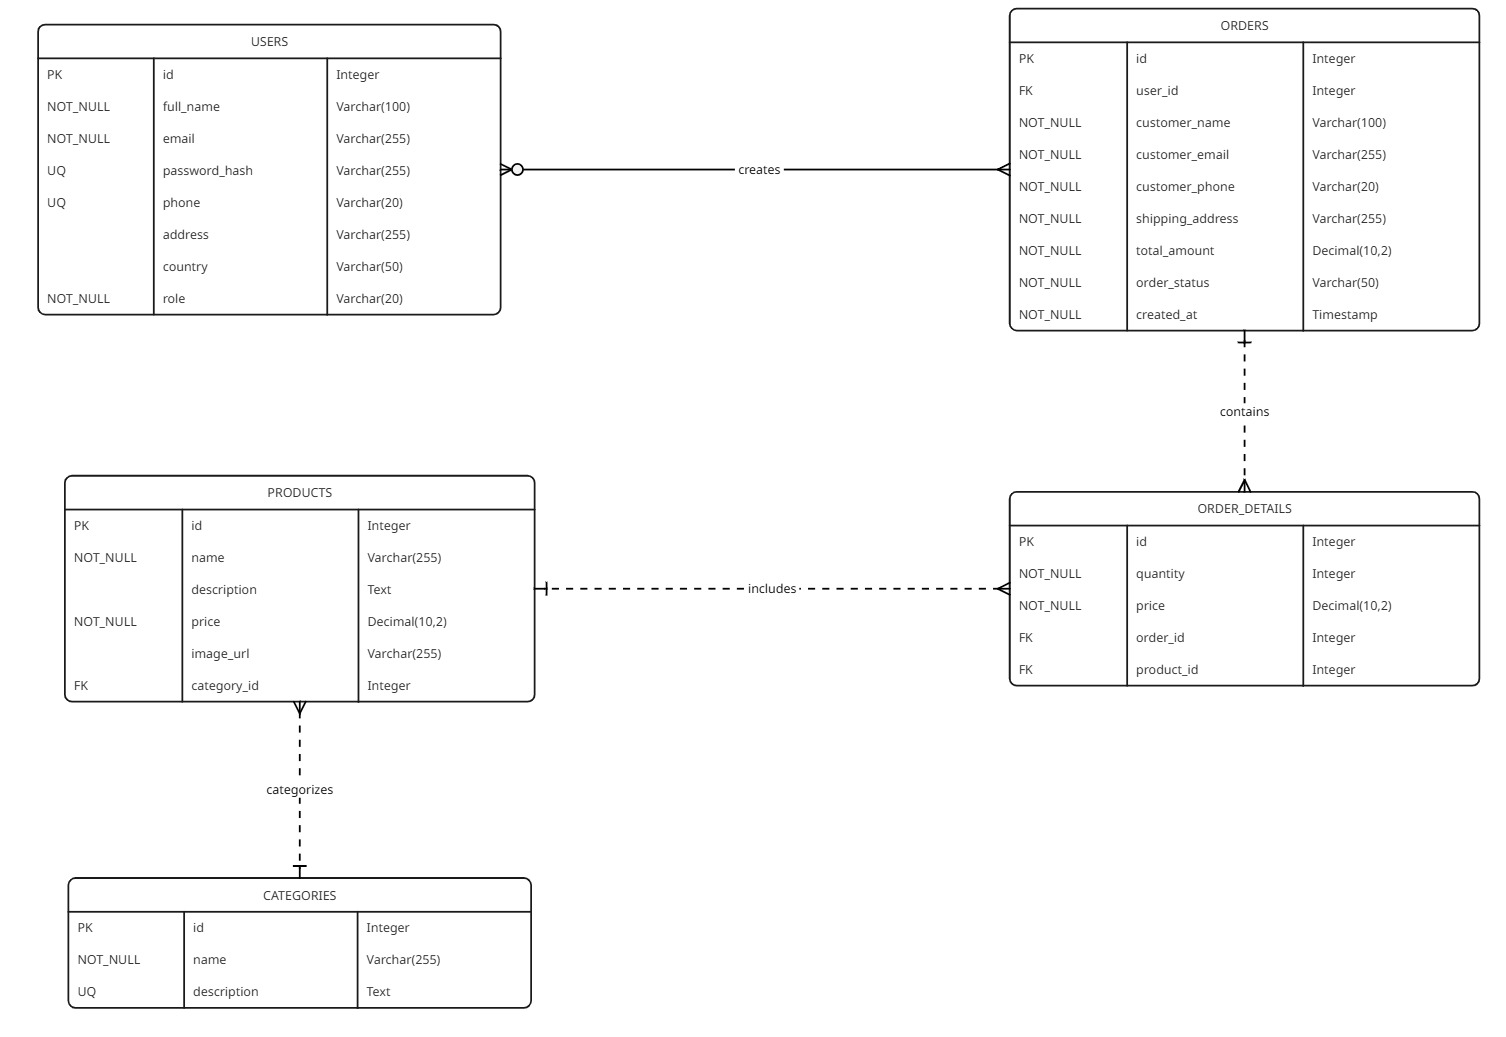 USERS
PK id Integer
NOT_NULL full_name Varchar(100)
NOT_NULL email Varchar(255)
UQ password_hash Varchar(255)
UQ phone Varchar(20)
address Varchar(255)
country Varchar(50)
NOT_NULL role Varchar(20)
creates
ORDERS
PK id Integer
FK user_id Integer
NOT_NULL customer_name Varchar(100)
NOT_NULL customer_email Varchar(255)
NOT_NULL customer_phone Varchar(20)
NOT_NULL shipping_address Varchar(255)
NOT_NULL total_amount Decimal(10,2)
NOT_NULL order_status Varchar(50)
NOT_NULL created_at Timestamp
contains
PRODUCTS
PK id Integer
NOT_NULL name Varchar(255)
description Text
NOT_NULL price Decimal(10,2)
image_url Varchar(255)
FK category_id Integer
includes
ORDER_DETAILS
PK id Integer
NOT_NULL quantity Integer
NOT_NULL price Decimal(10,2)
FK order_id Integer
FK product_id Integer
categorizes
CATEGORIES
PK id Integer
NOT_NULL name Varchar(255)
UQ description Text